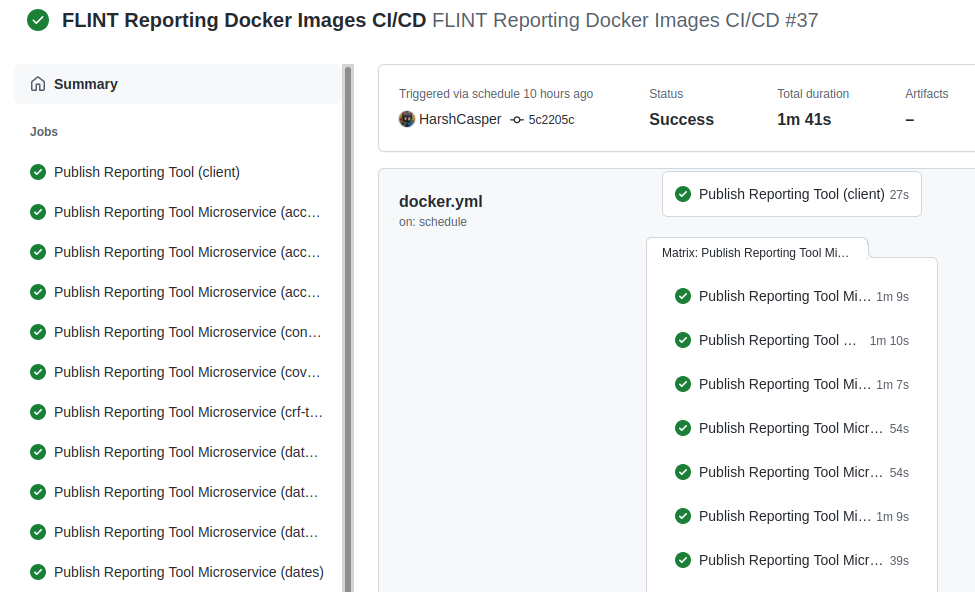 FLINT Reporting Docker Images CI/CD FLINT Reporting Docker Images CI/CD #37
Summary
Jobs
Publish Reporting Tool (client)
Publish Reporting Tool Microservice (acc…
Publish Reporting Tool Microservice (acc…
Publish Reporting Tool Microservice (acc…
Publish Reporting Tool Microservice (con…
Publish Reporting Tool Microservice (cov…
Publish Reporting Tool Microservice (crf-t…
Publish Reporting Tool Microservice (dat…
Publish Reporting Tool Microservice (dat…
Publish Reporting Tool Microservice (dat…
Publish Reporting Tool Microservice (dates)
Triggered via schedule 10 hours ago
HarshCasper 5c2205c
Status
Success
Total duration
1m 41s
Artifacts
–
docker.yml
on: schedule
Publish Reporting Tool (client) 27s
Matrix: Publish Reporting Tool Mi…
Publish Reporting Tool Mi… 1m 9s
Publish Reporting Tool … 1m 10s
Publish Reporting Tool Mi… 1m 7s
Publish Reporting Tool Micr… 54s
Publish Reporting Tool Micr… 54s
Publish Reporting Tool Mi… 1m 9s
Publish Reporting Tool Micr… 39s